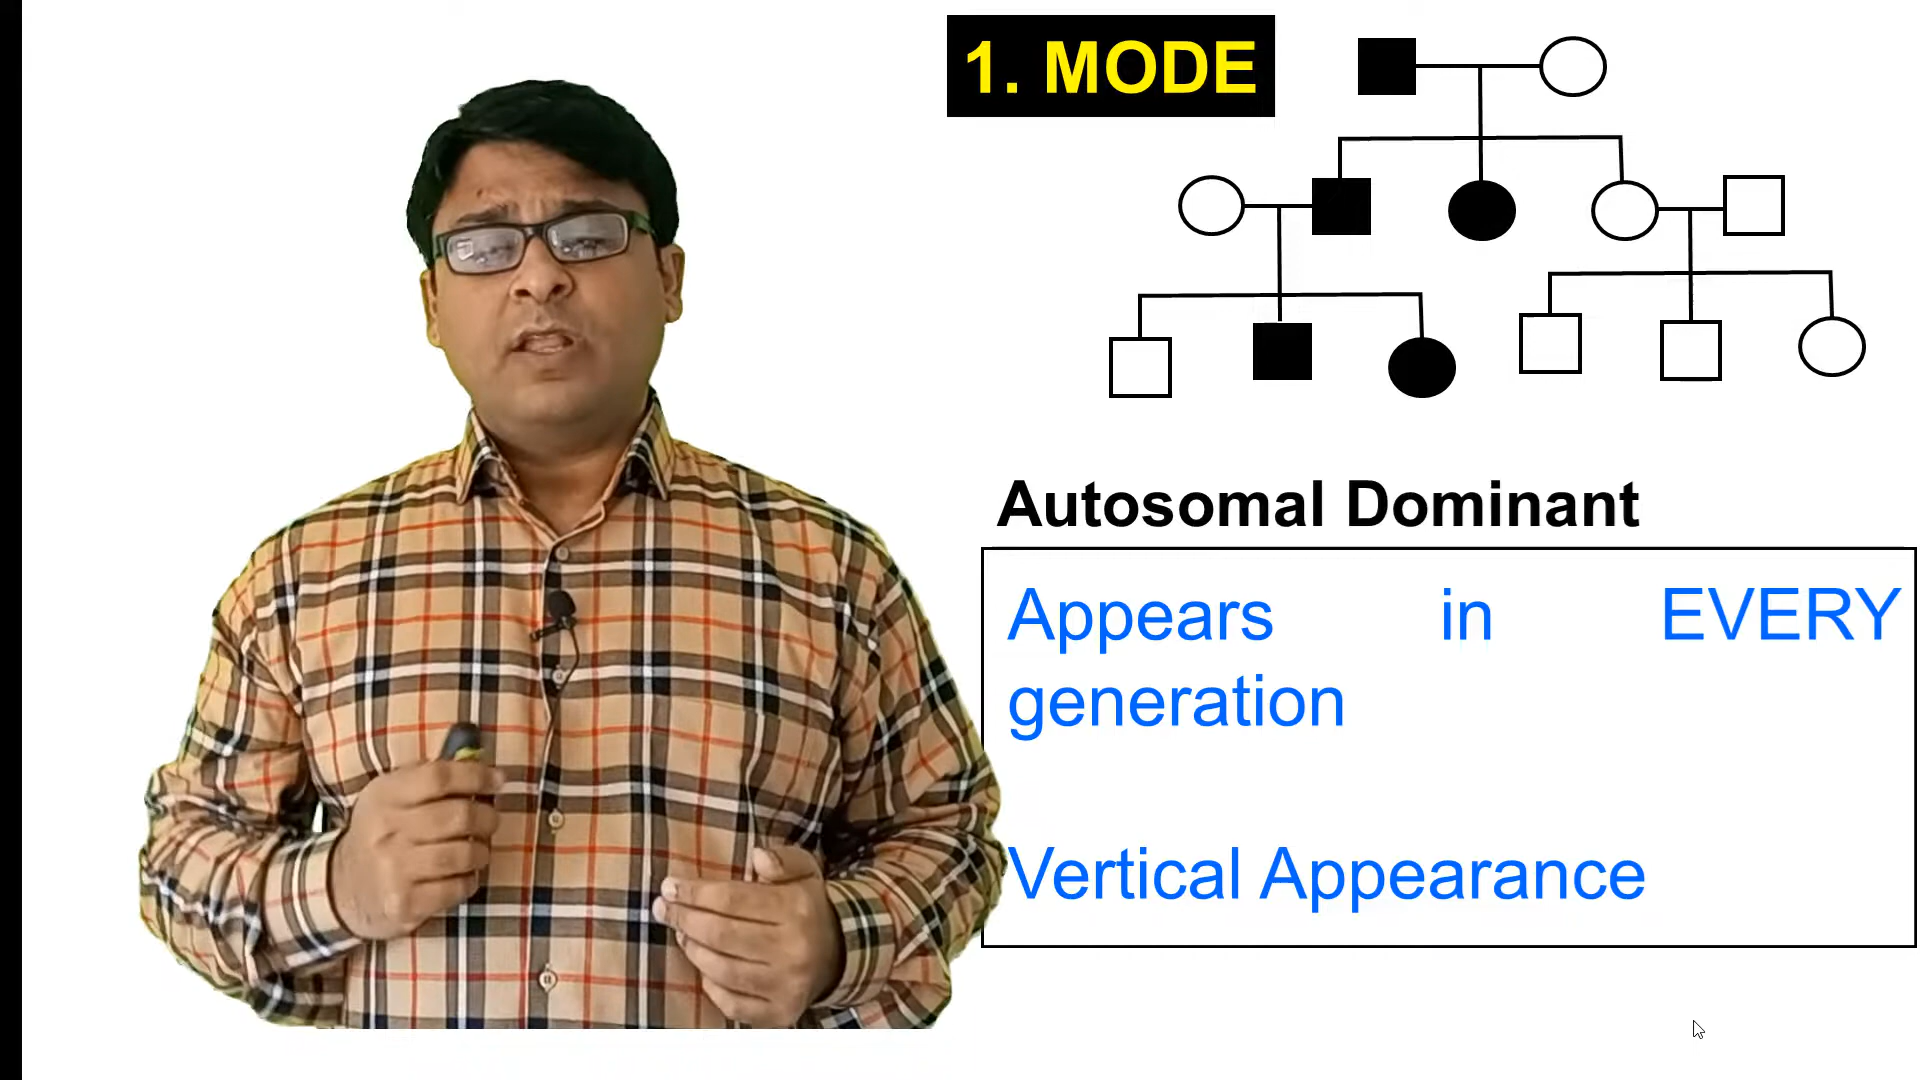 1. MODE
Autosomal Dominant
Appears in EVERY
generation
Vertical Appearance